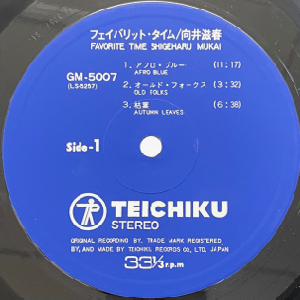 フェイバリット・タイム/向井滋春
FAVORITE TIME SHIGEHARU MUKAI
GM-5007
(LS-5257)
1. アフロ・ブルー (11:17)
AFRO BLUE
2. オールド・フォークス (3:32)
OLD FOLKS
3. 枯葉 (6:38)
AUTUMN LEAVES
Side-1
TEICHIKU
STEREO
ORIGINAL RECORDING BY, TRADE MARK REGISTERED
BY, AND MADE BY TEICHIKU RECORDS CO., LTD. JAPAN
33⅓ r.p.m